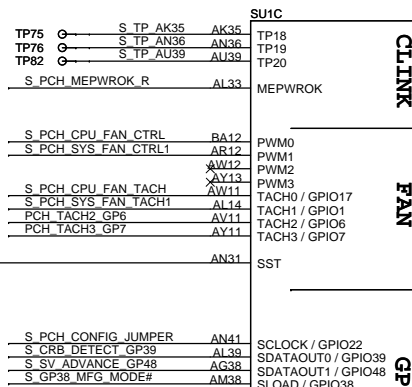 SU1C
TP75 S_TP_AK35 AK35 TP18
TP76 S_TP_AN36 AN36 TP19
TP82 S_TP_AU39 AU39 TP20
S_PCH_MEPWROK_R AL33 MEPWROK
CLINK
S_PCH_CPU_FAN_CTRL BA12 PWM0
S_PCH_SYS_FAN_CTRL1 AR12 PWM1
AW12 PWM2
AY13 PWM3
S_PCH_CPU_FAN_TACH AW11 TACH0 / GPIO17
S_PCH_SYS_FAN_TACH1 AL14 TACH1 / GPIO1
PCH_TACH2_GP6 AV11 TACH2 / GPIO6
PCH_TACH3_GP7 AY11 TACH3 / GPIO7
FAN
AN31 SST
S_PCH_CONFIG_JUMPER AN41 SCLOCK / GPIO22
S_CRB_DETECT_GP39 AL39 SDATAOUT0 / GPIO39
S_SV_ADVANCE_GP48 AG38 SDATAOUT1 / GPIO48
S_GP38_MFG_MODE# AM38 SLOAD / GPIO38
GP